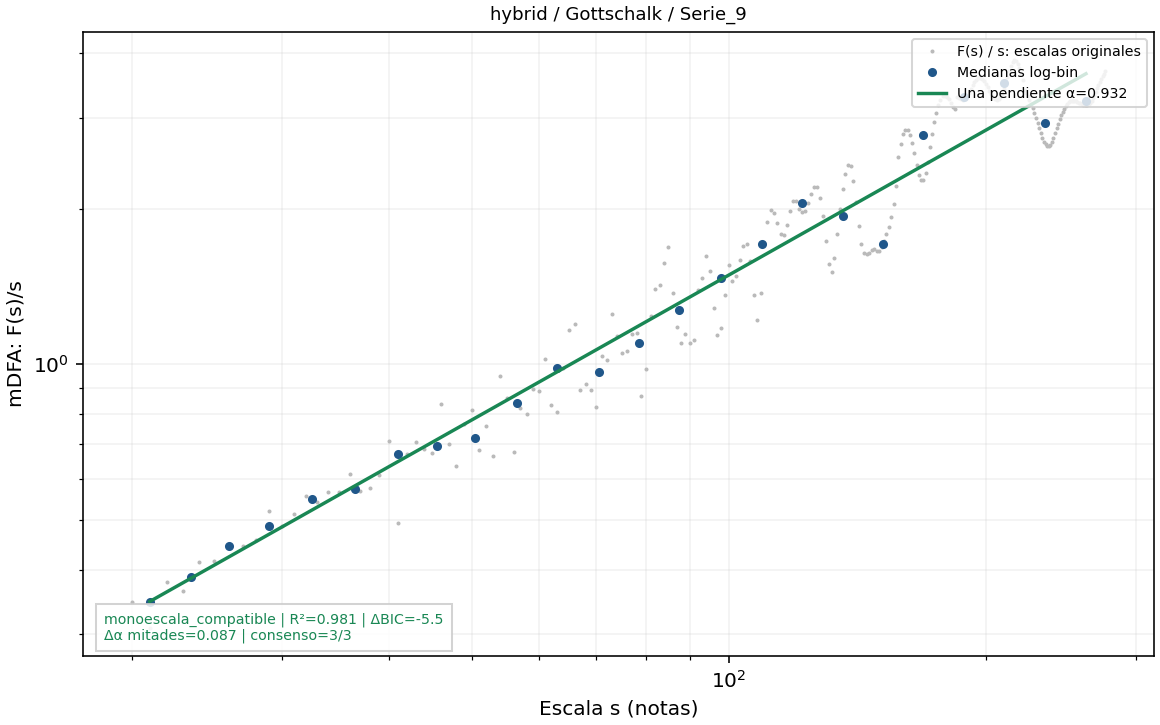 hybrid / Gottschalk / Serie_9
F(s) / s: escalas originales
Medianas log-bin
Una pendiente α=0.932
mDFA: F(s)/s
10⁰
monoescala_compatible | R²=0.981 | ΔBIC=-5.5
Δα mitades=0.087 | consenso=3/3
10²
Escala s (notas)